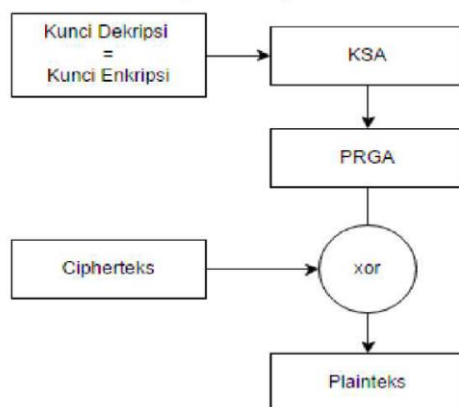 Kunci Dekripsi
=
Kunci Enkripsi
KSA
PRGA
Cipherteks
xor
Plainteks